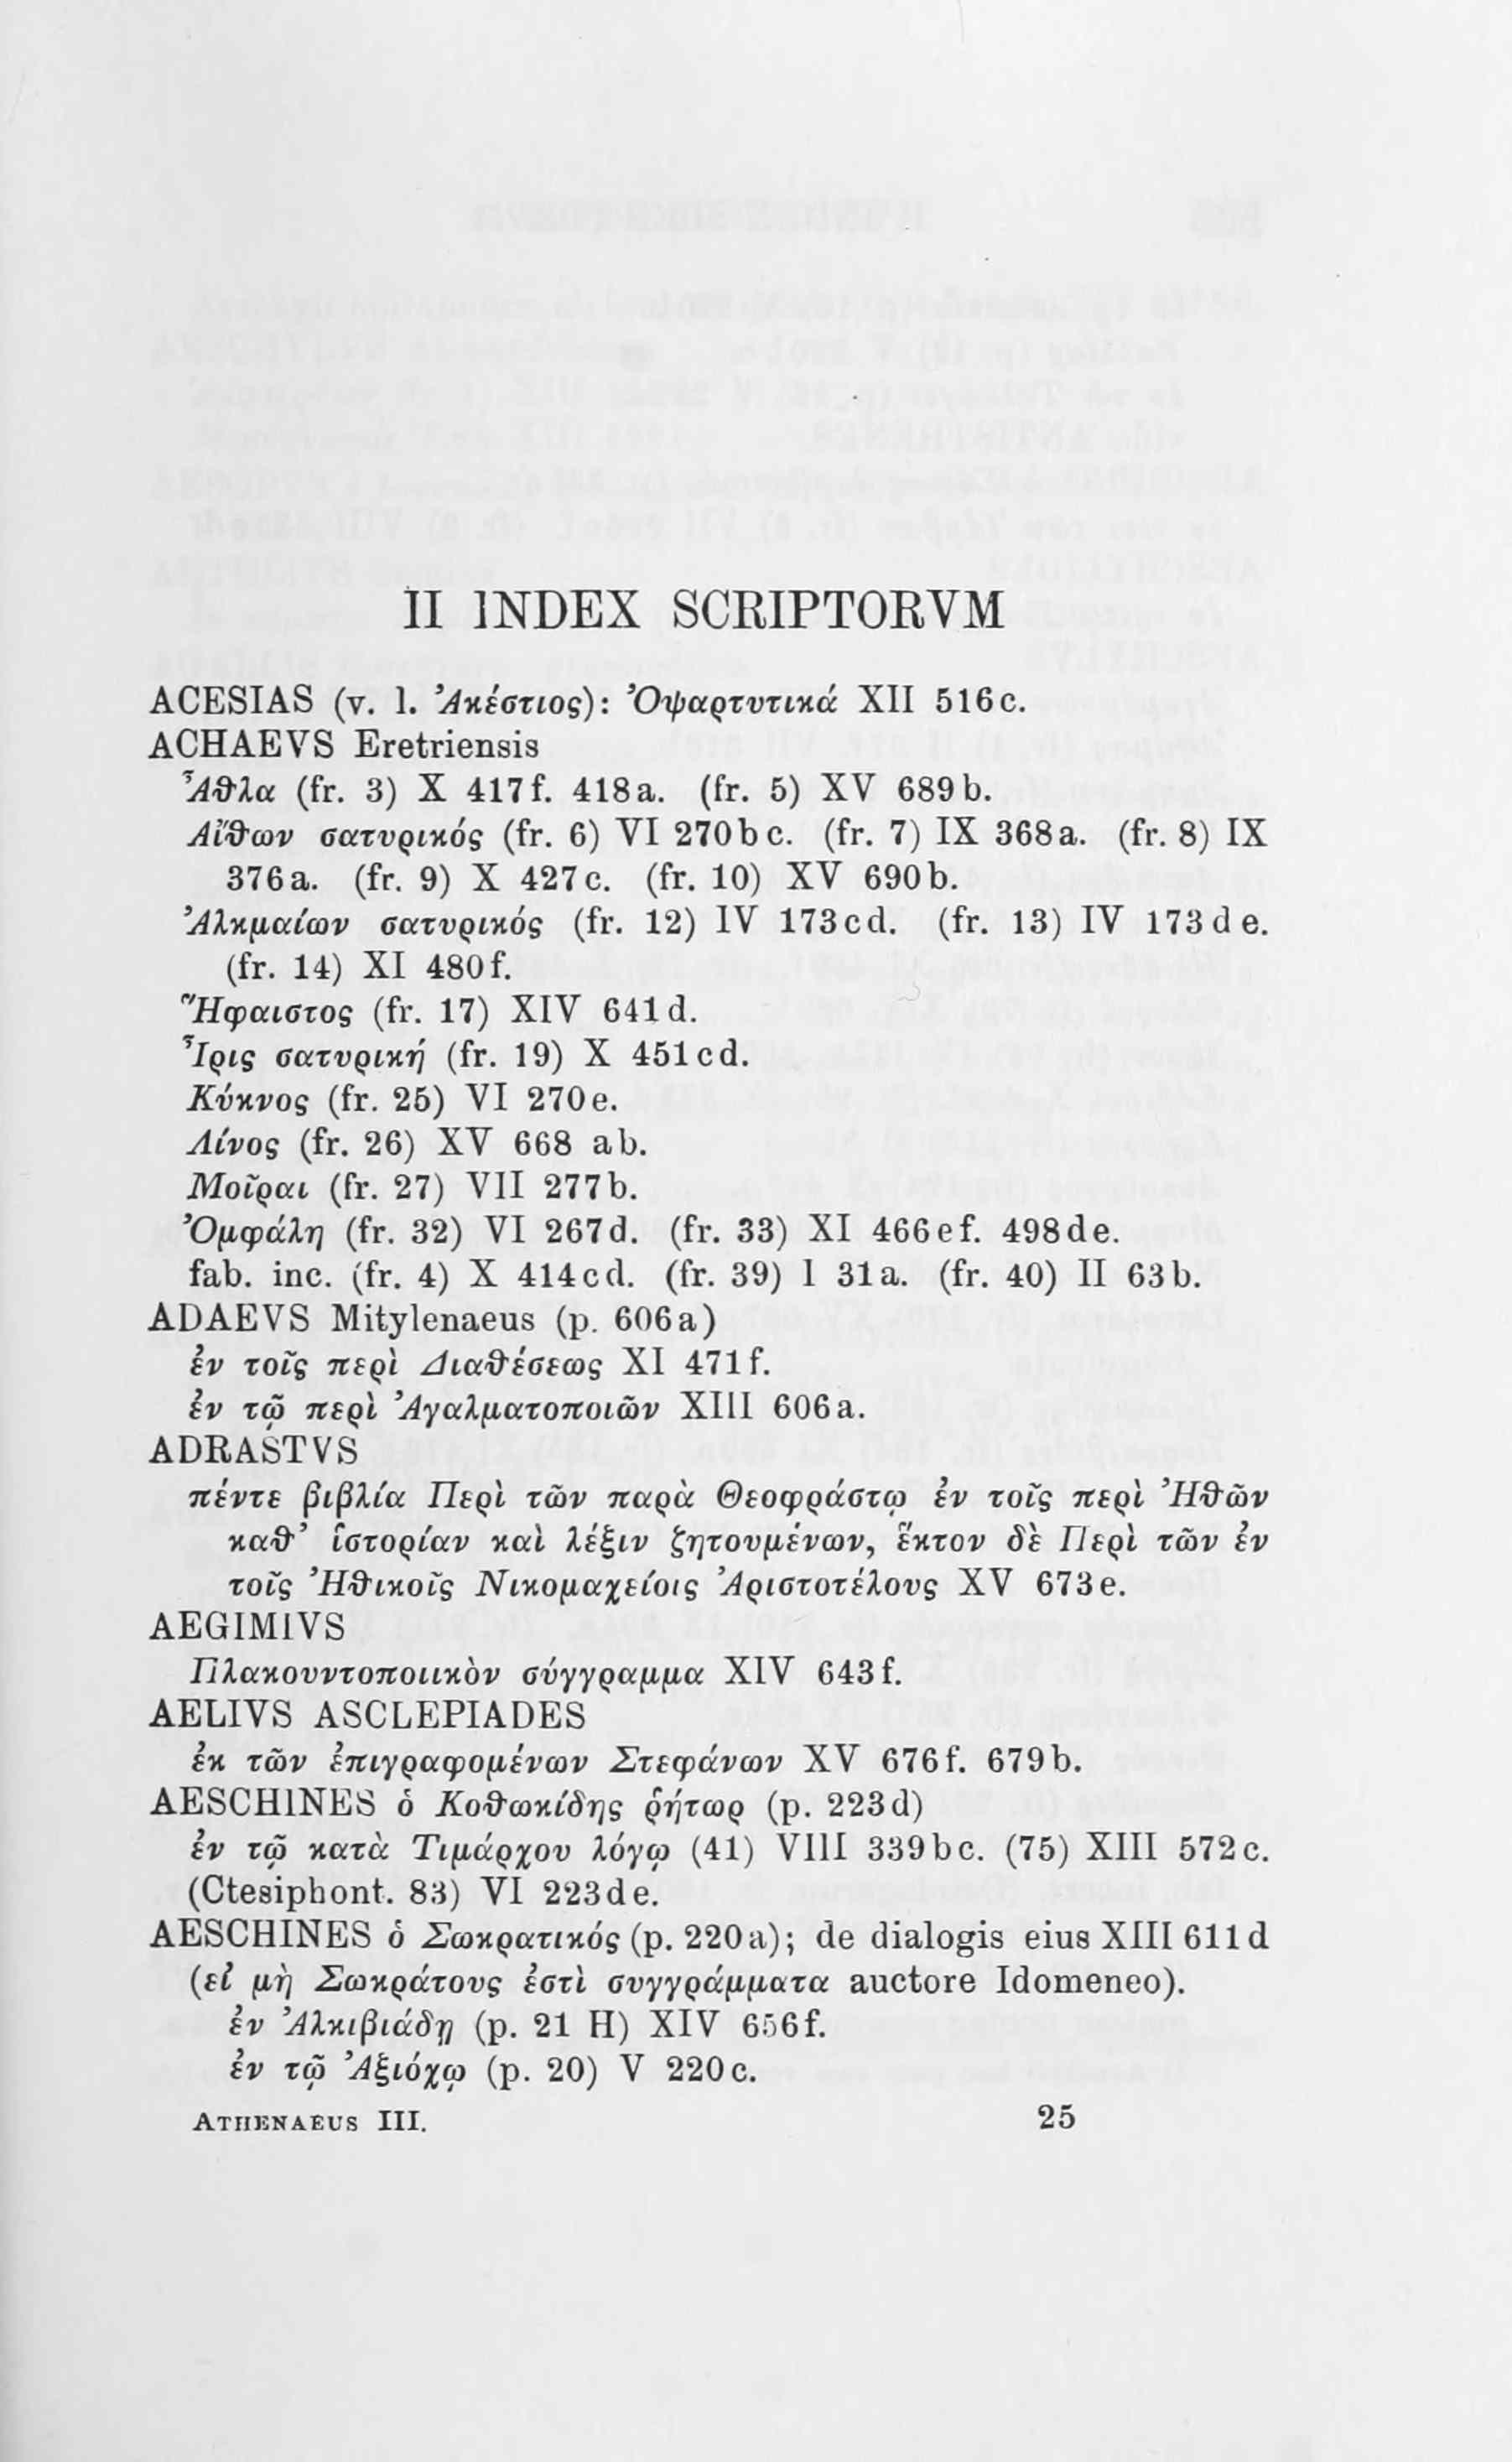 II INDEX SCRIPTORVM
ACESIAS (v. l. Ἀκέστιος): Ὀψαρτυτικά XII 516c.
ACHAEVS Eretriensis
Ἆθλα (fr. 3) X 417f. 418a. (fr. 5) XV 689b.
Αἴθων σατυρικός (fr. 6) VI 270bc. (fr. 7) IX 368a. (fr. 8) IX
376a. (fr. 9) X 427c. (fr. 10) XV 690b.
Ἀλκμαίων σατυρικός (fr. 12) IV 173cd. (fr. 13) IV 173de.
(fr. 14) XI 480f.
Ἥφαιστος (fr. 17) XIV 641d.
Ἶρις σατυρική (fr. 19) X 451cd.
Κύκνος (fr. 25) VI 270e.
Λίνος (fr. 26) XV 668 ab.
Μοῖραι (fr. 27) VII 277b.
Ὀμφάλη (fr. 32) VI 267d. (fr. 33) XI 466ef. 498de.
fab. inc. (fr. 4) X 414cd. (fr. 39) I 31a. (fr. 40) II 63b.
ADAEVS Mitylenaeus (p. 606a)
ἐν τοῖς περὶ Διαθέσεως XI 471f.
ἐν τῷ περὶ Ἀγαλματοποιῶν XIII 606a.
ADRASTVS
πέντε βιβλία Περὶ τῶν παρὰ Θεοφράστῳ ἐν τοῖς περὶ Ἠθῶν
καθ’ ἱστορίαν καὶ λέξιν ζητουμένων, ἕκτον δὲ Περὶ τῶν ἐν
τοῖς Ἠθικοῖς Νικομαχείοις Ἀριστοτέλους XV 673e.
AEGIMIVS
Πλακουντοποιικὸν σύγγραμμα XIV 643f.
AELIVS ASCLEPIADES
ἐκ τῶν ἐπιγραφομένων Στεφάνων XV 676f. 679b.
AESCHINES ὁ Κοθωκίδης ῥήτωρ (p. 223d)
ἐν τῷ κατὰ Τιμάρχου λόγῳ (41) VIII 339bc. (75) XIII 572c.
(Ctesiphont. 83) VI 223de.
AESCHINES ὁ Σωκρατικός (p. 220a); de dialogis eius XIII 611d
(εἰ μὴ Σωκράτους ἐστὶ συγγράμματα auctore Idomeneo).
ἐν Ἀλκιβιάδῃ (p. 21 H) XIV 656f.
ἐν τῷ Ἀξιόχῳ (p. 20) V 220c.
ATHENAEUS III. 25